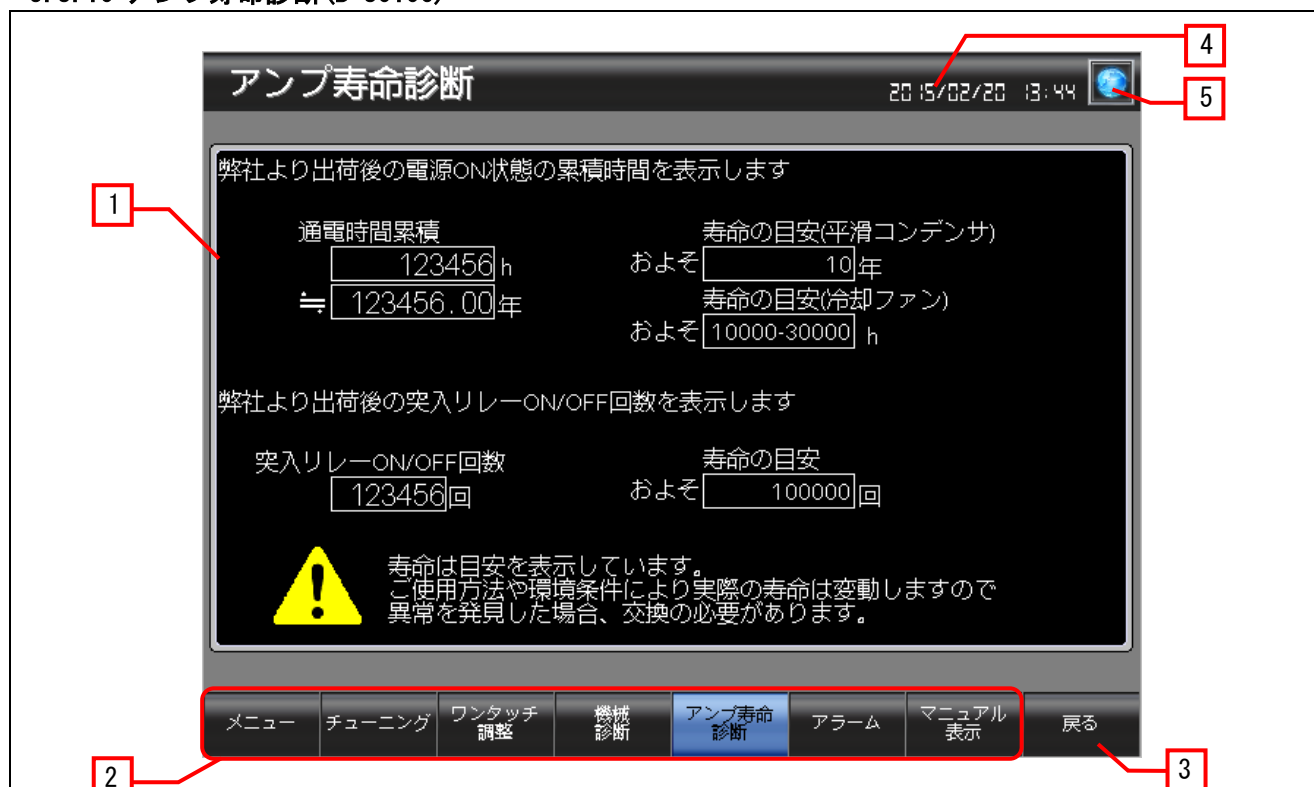 アンプ寿命診断
2015/02/20 13:44
4
5
弊社より出荷後の電源ON状態の累積時間を表示します
1
通電時間累積
寿命の目安(平滑コンデンサ)
123456 h
およそ 10 年
≒ 123456.00 年
寿命の目安(冷却ファン)
およそ 10000-30000 h
弊社より出荷後の突入リレーON/OFF回数を表示します
突入リレーON/OFF回数
寿命の目安
123456 回
およそ 100000 回
寿命は目安を表示しています。
ご使用方法や環境条件により実際の寿命は変動しますので
異常を発見した場合、交換の必要があります。
メニュー
チューニング
ワンタッチ
調整
機械
診断
アンプ寿命
診断
アラーム
マニュアル
表示
戻る
2
3